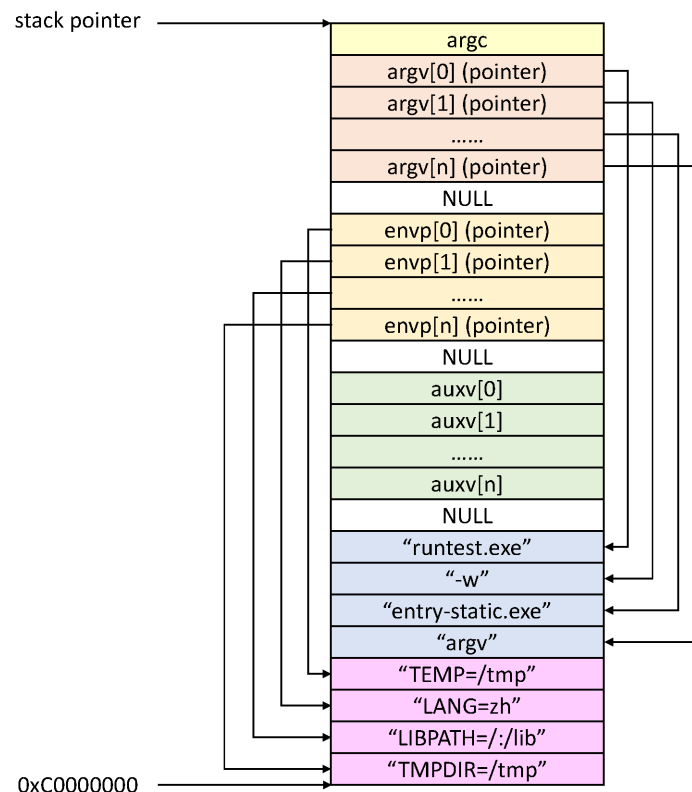 stack pointer
argc
argv[0] (pointer)
argv[1] (pointer)
……
argv[n] (pointer)
NULL
envp[0] (pointer)
envp[1] (pointer)
……
envp[n] (pointer)
NULL
auxv[0]
auxv[1]
……
auxv[n]
NULL
“runtest.exe”
“-w”
“entry-static.exe”
“argv”
“TEMP=/tmp”
“LANG=zh”
“LIBPATH=/:/lib”
“TMPDIR=/tmp”
0xC0000000